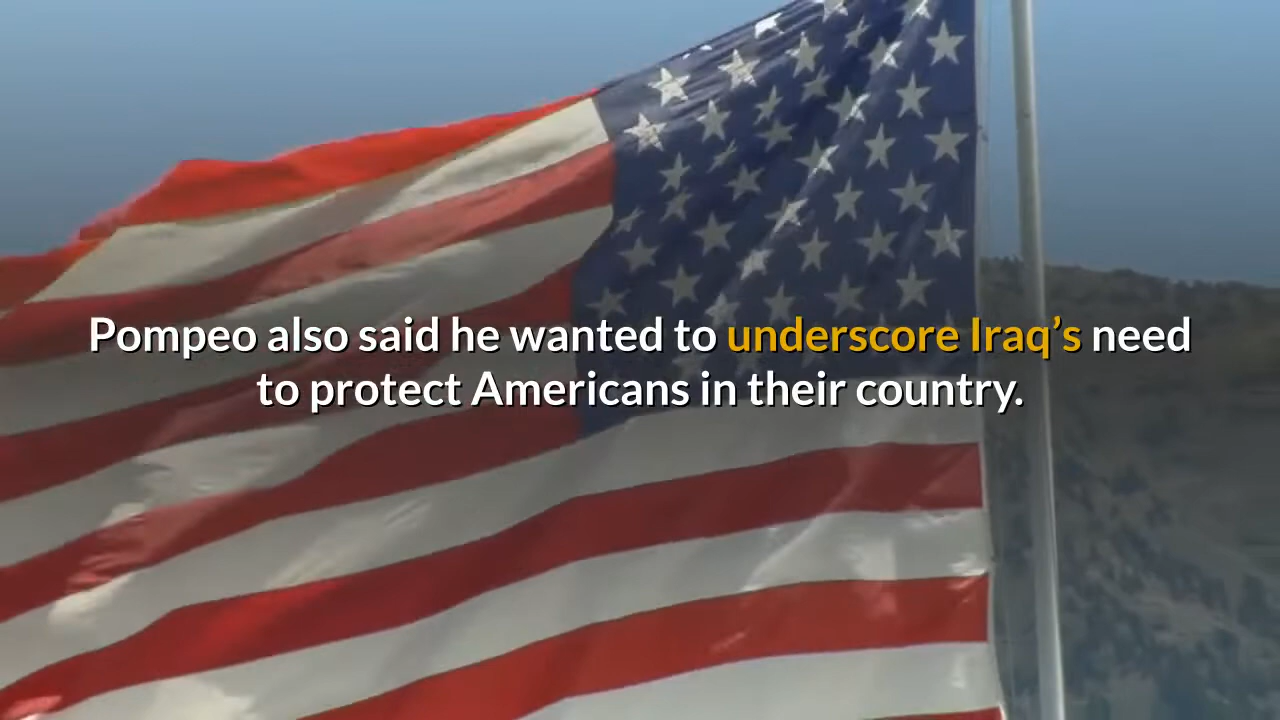 Pompeo also said he wanted to underscore Iraq’s need
to protect Americans in their country.